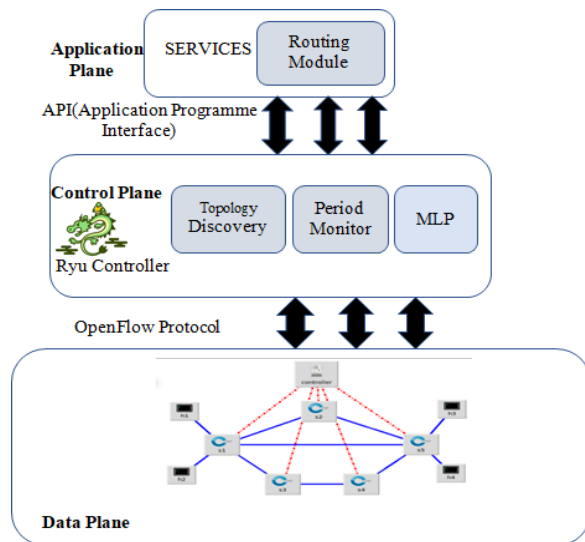 Application
Plane
SERVICES
Routing
Module
API(Application Programme
Interface)
Control Plane
Ryu Controller
Topology
Discovery
Period
Monitor
MLP
OpenFlow Protocol
controller
h1
h2
s1
s2
s3
s4
s5
h3
h4
Data Plane